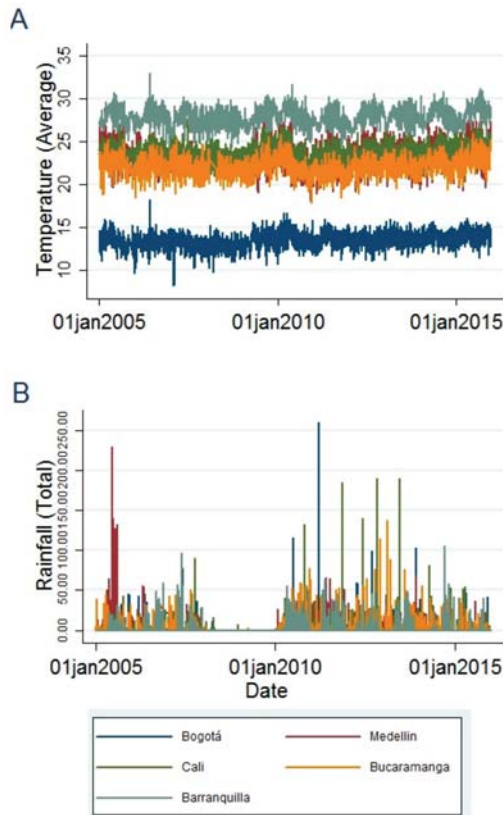 A
Temperature (Average)
35
30
25
20
15
10
01jan2005 01jan2010 01jan2015
B
Rainfall (Total)
0.00 50.00 100.00 150.00 200.00 250.00
01jan2005 01jan2010 01jan2015
Date
Bogotá Medellin
Cali Bucaramanga
Barranquilla